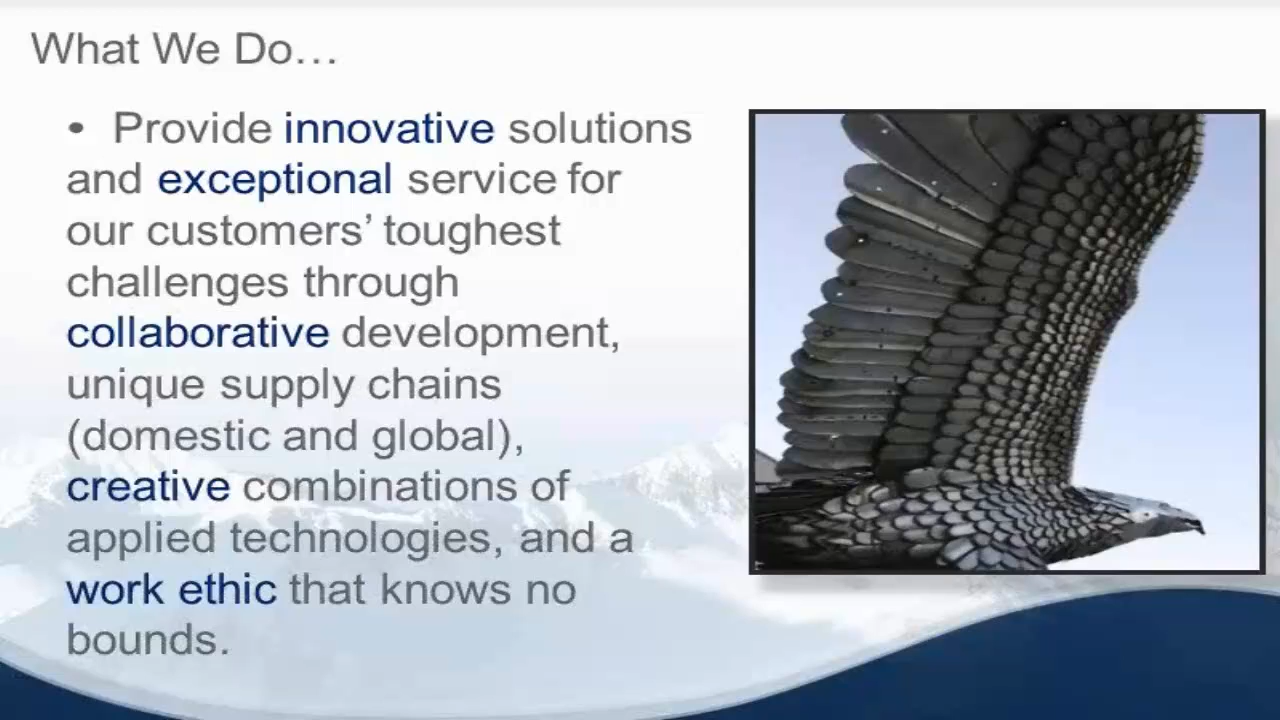 What We Do…
• Provide innovative solutions
and exceptional service for
our customers’ toughest
challenges through
collaborative development,
unique supply chains
(domestic and global),
creative combinations of
applied technologies, and a
work ethic that knows no
bounds.